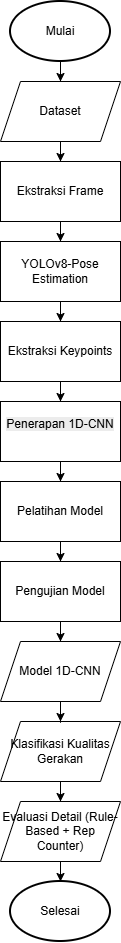 Mulai
Dataset
Ekstraksi Frame
YOLOv8-Pose
Estimation
Ekstraksi Keypoints
Penerapan 1D-CNN
Pelatihan Model
Pengujian Model
Model 1D-CNN
Klasifikasi Kualitas
Gerakan
Evaluasi Detail (Rule-
Based + Rep
Counter)
Selesai